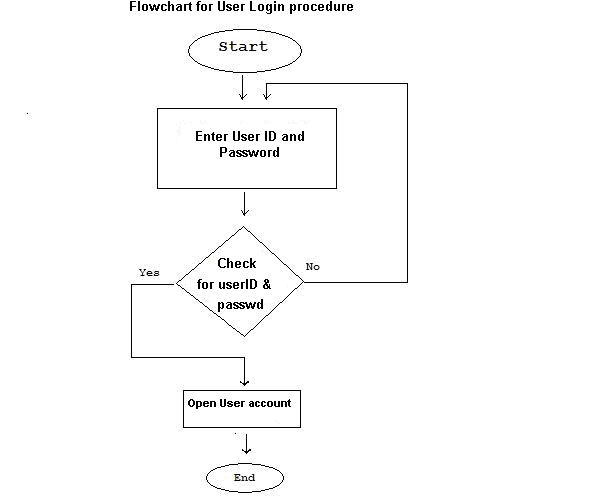 Flowchart for User Login procedure
Start
Enter User ID and
Password
Check
for userID &
passwd
Yes
No
Open User account
End